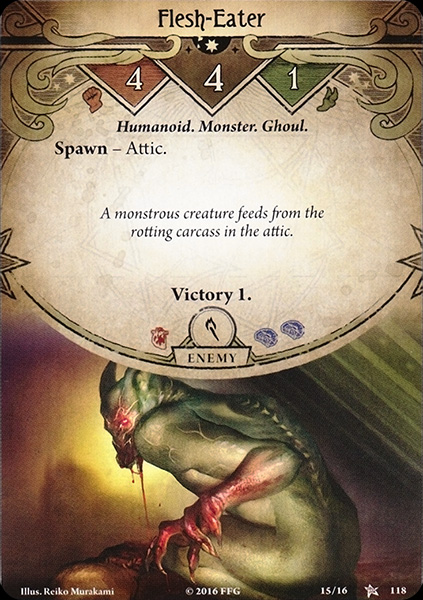 Flesh-Eater
4 4 1
Humanoid. Monster. Ghoul.
Spawn – Attic.
A monstrous creature feeds from the
rotting carcass in the attic.
Victory 1.
ENEMY
Illus. Reiko Murakami © 2016 FFG 15/16 118